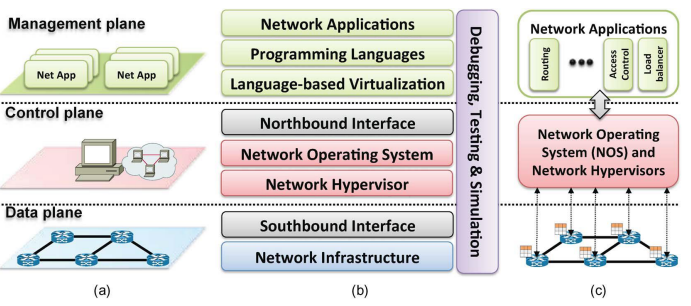 Management plane
Net App
Net App
Control plane
Data plane
(a)
Network Applications
Programming Languages
Language-based Virtualization
Northbound Interface
Network Operating System
Network Hypervisor
Southbound Interface
Network Infrastructure
(b)
Debugging, Testing & Simulation
Network Applications
Routing
Access
Control
Load
balancer
Network Operating
System (NOS) and
Network Hypervisors
(c)